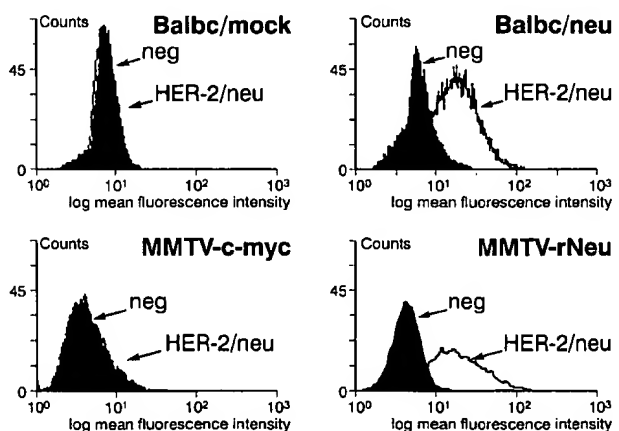 Counts
Balbc/mock
neg
45
HER-2/neu
0
10⁰ 10¹ 10² 10³
log mean fluorescence intensity
Counts
Balbc/neu
neg
45
HER-2/neu
0
10⁰ 10¹ 10² 10³
log mean fluorescence intensity
Counts
MMTV-c-myc
45
neg
HER-2/neu
0
10⁰ 10¹ 10² 10³
log mean fluorescence intensity
Counts
MMTV-rNeu
45
neg
HER-2/neu
0
10⁰ 10¹ 10² 10³
log mean fluorescence intensity